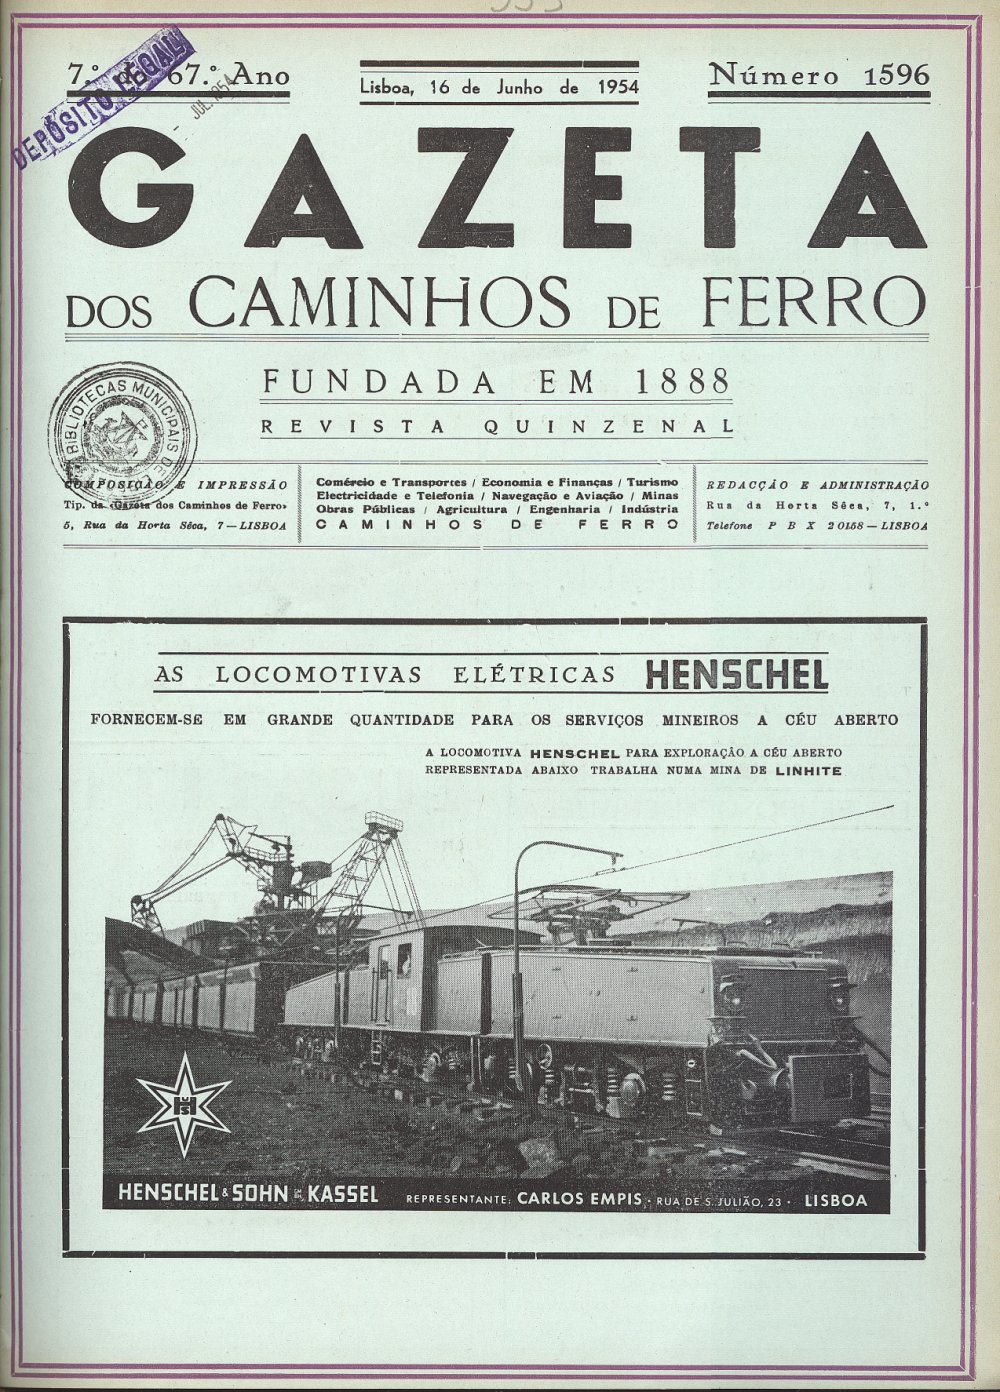 7.º do 67.º Ano
Lisboa, 16 de Junho de 1954
Número 1596
DEPÓSITO LEGAL
JUL. 1954
GAZETA
DOS CAMINHOS DE FERRO
FUNDADA EM 1888
REVISTA QUINZENAL
BIBLIOTECAS MUNICIPAIS DE
COMPOSIÇÃO E IMPRESSÃO
Tip. da «Gazeta dos Caminhos de Ferro»
5, Rua da Horta Sêca, 7 — LISBOA
Comércio e Transportes / Economia e Finanças / Turismo
Electricidade e Telefonia / Navegação e Aviação / Minas
Obras Públicas / Agricultura / Engenharia / Indústria
CAMINHOS DE FERRO
REDACÇÃO E ADMINISTRAÇÃO
Rua da Horta Sêca, 7, 1.º
Telefone P B X 20158 — LISBOA
AS LOCOMOTIVAS ELÉTRICAS HENSCHEL
FORNECEM-SE EM GRANDE QUANTIDADE PARA OS SERVIÇOS MINEIROS A CÉU ABERTO
A LOCOMOTIVA HENSCHEL PARA EXPLORAÇÃO A CÉU ABERTO
REPRESENTADA ABAIXO TRABALHA NUMA MINA DE LINHITE
HENSCHEL & SOHN KASSEL
REPRESENTANTE: CARLOS EMPIS · RUA DE S. JULIÃO, 23 · LISBOA